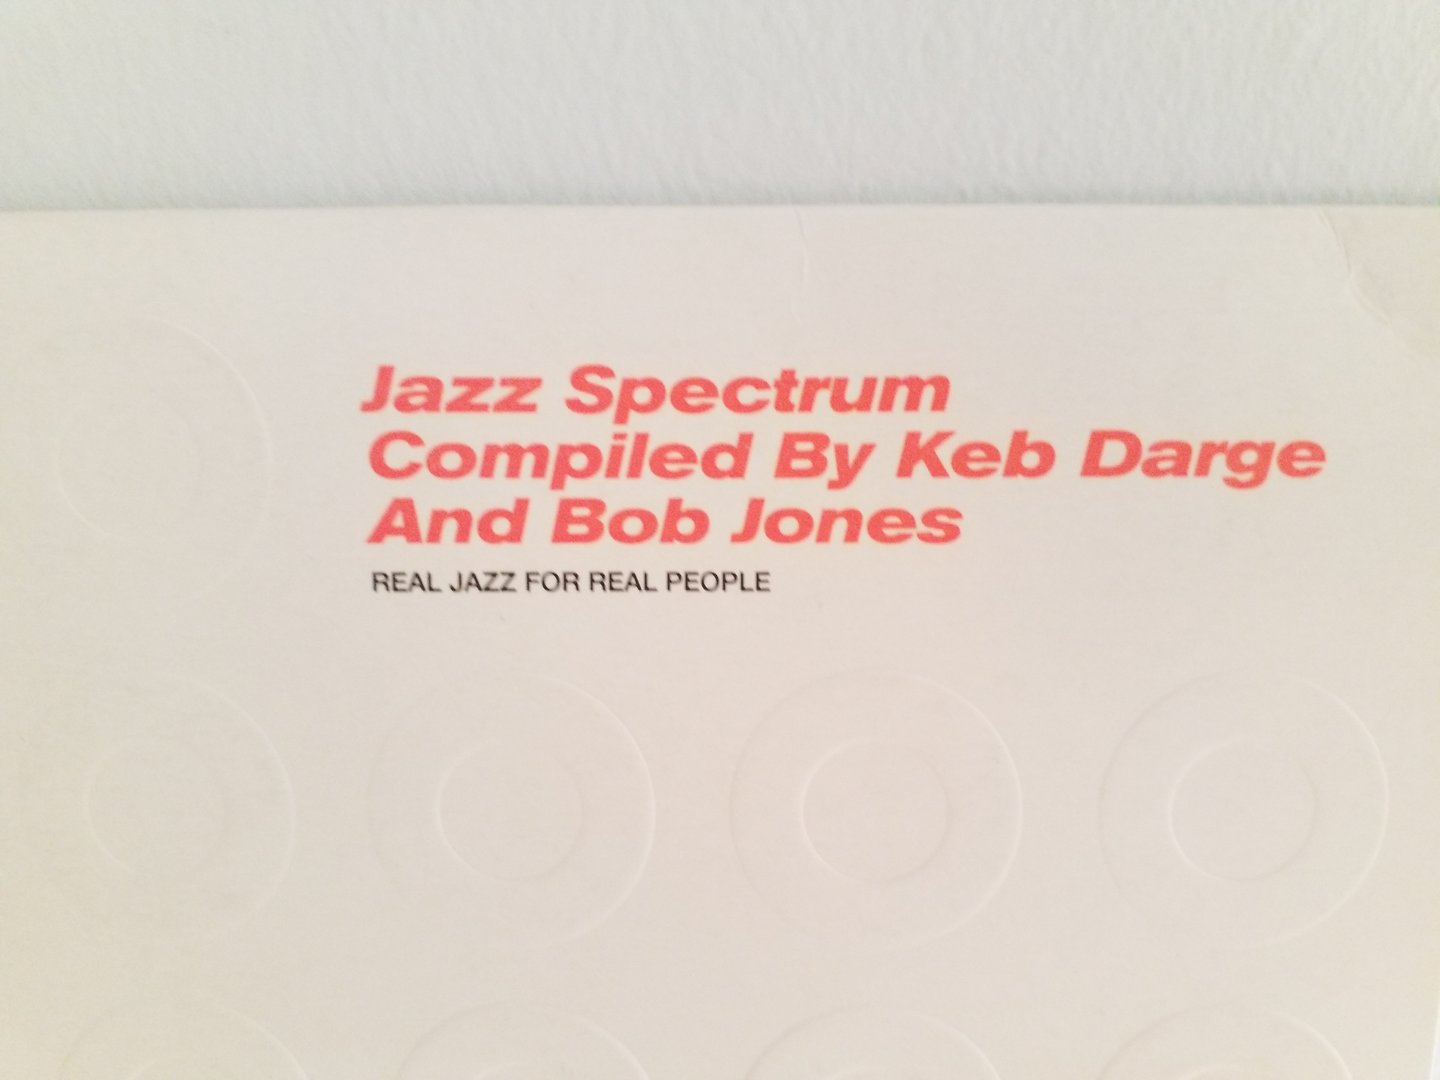 Jazz Spectrum
Compiled By Keb Darge
And Bob Jones
REAL JAZZ FOR REAL PEOPLE